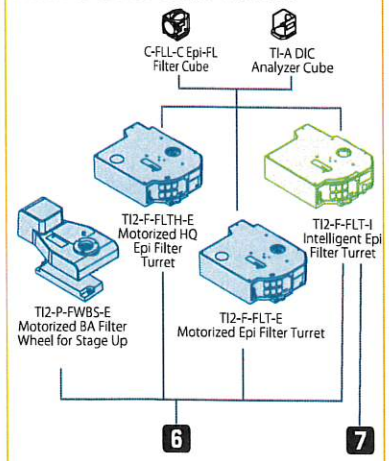 C-FLL-C Epi-FL
Filter Cube
TI-A DIC
Analyzer Cube
TI2-F-FLTH-E
Motorized HQ
Epi Filter
Turret
TI2-F-FLT-I
Intelligent Epi
Filter Turret
TI2-P-FWBS-E
Motorized BA Filter
Wheel for Stage Up
TI2-F-FLT-E
Motorized Epi Filter Turret
6
7